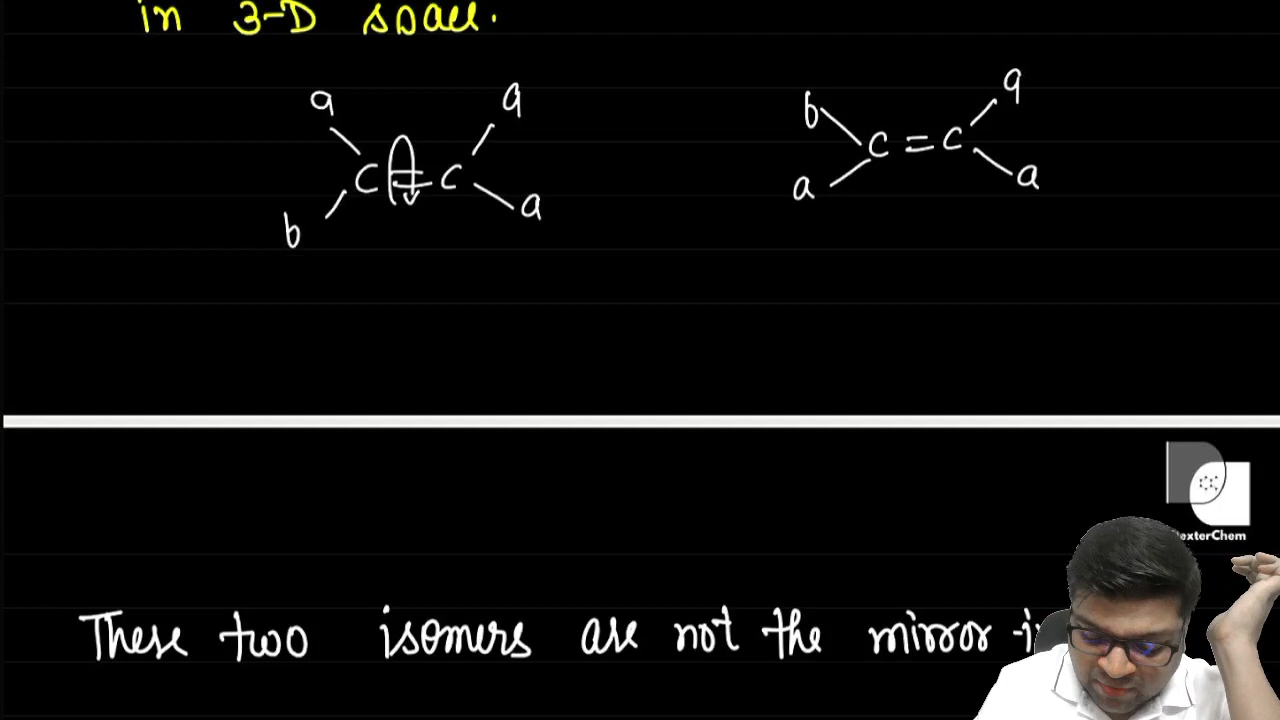 in 3-D space.
a a
C = C
b a
b a
C = C
a a
DexterChem
These two isomers are not the mirror-i